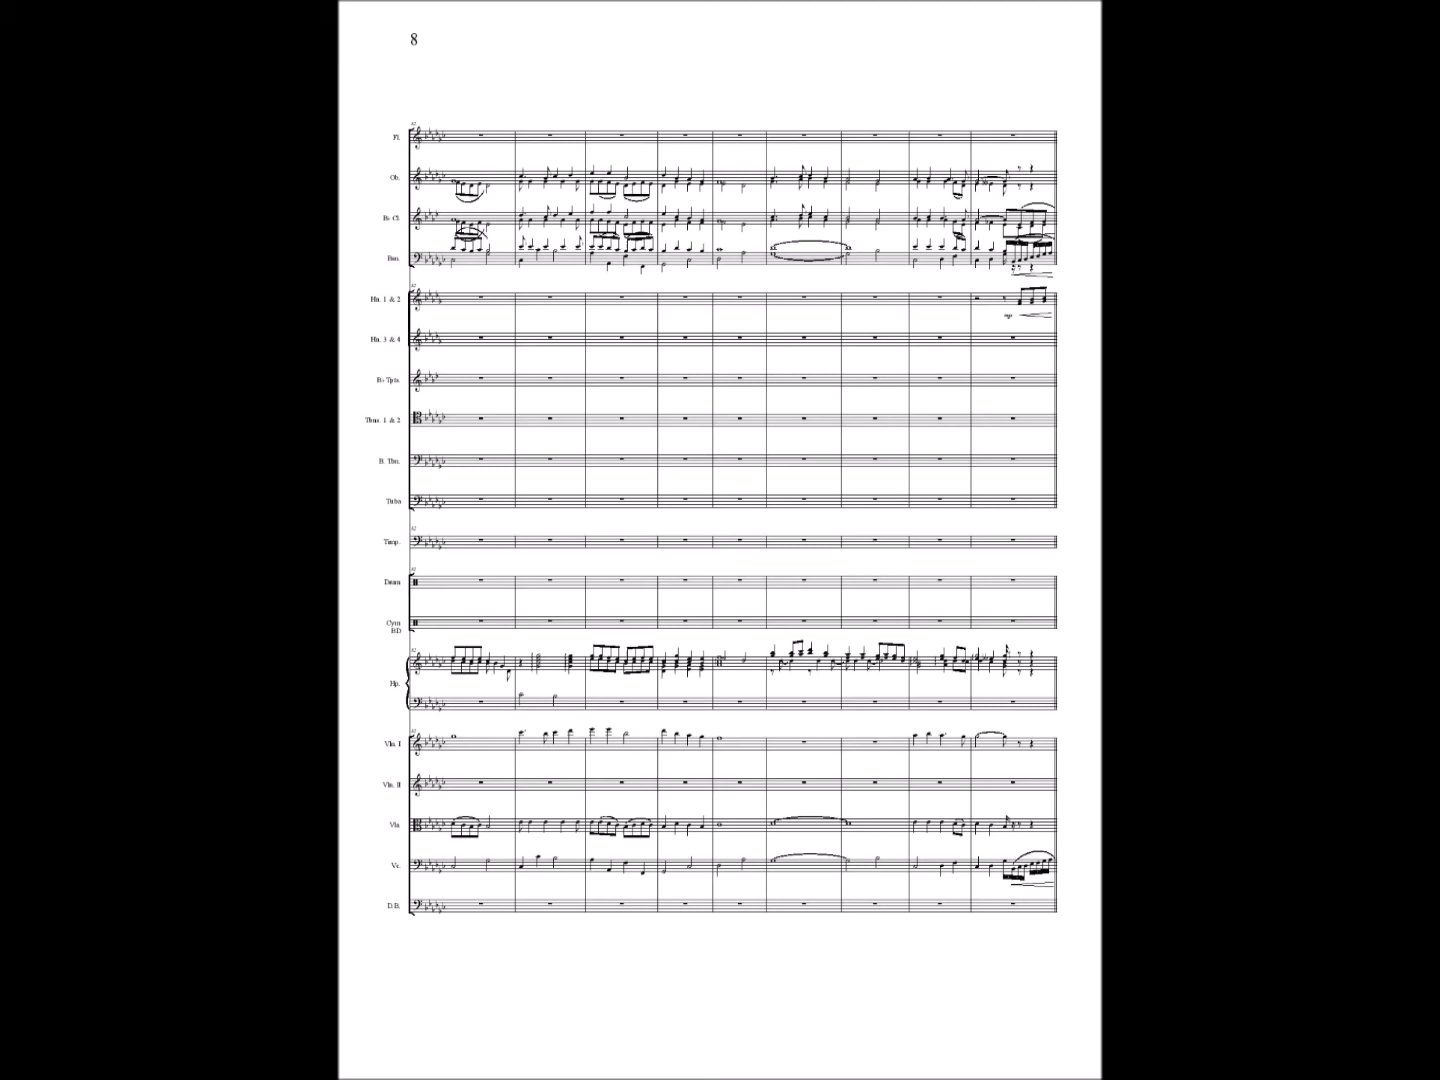 8
Fl.
Ob.
B♭ Cl.
Bsn.
Hn. 1 & 2
mp
Hn. 3 & 4
B♭ Tpts.
Tbns. 1 & 2
B. Tbn.
Tuba
Timp.
Drum
Cym
BD
Hp.
Vln. I
Vln. II
Vla.
Vc.
D.B.